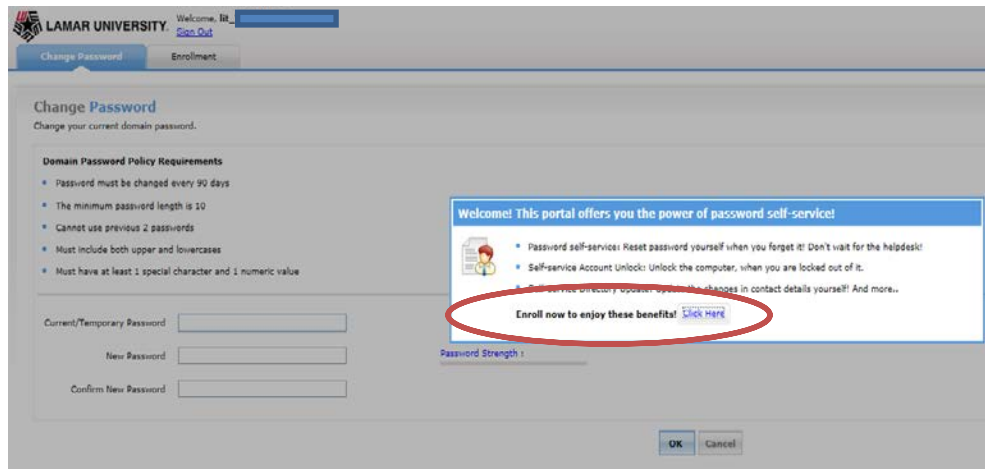 LAMAR UNIVERSITY.
Welcome, lit_
Sign Out
Change Password
Enrollment
Change Password
Change your current domain password.
Domain Password Policy Requirements
Password must be changed every 90 days
The minimum password length is 10
Cannot use previous 2 passwords
Must include both upper and lowercases
Must have at least 1 special character and 1 numeric value
Welcome! This portal offers you the power of password self-service!
Password self-service: Reset password yourself when you forget it! Don't wait for the helpdesk!
Self-service Account Unlock: Unlock the computer, when you are locked out of it.
Self-service Directory Update: Update the changes in contact details yourself! And more..
Enroll now to enjoy these benefits! Click Here
Current/Temporary Password
New Password
Password Strength :
Confirm New Password
OK
Cancel